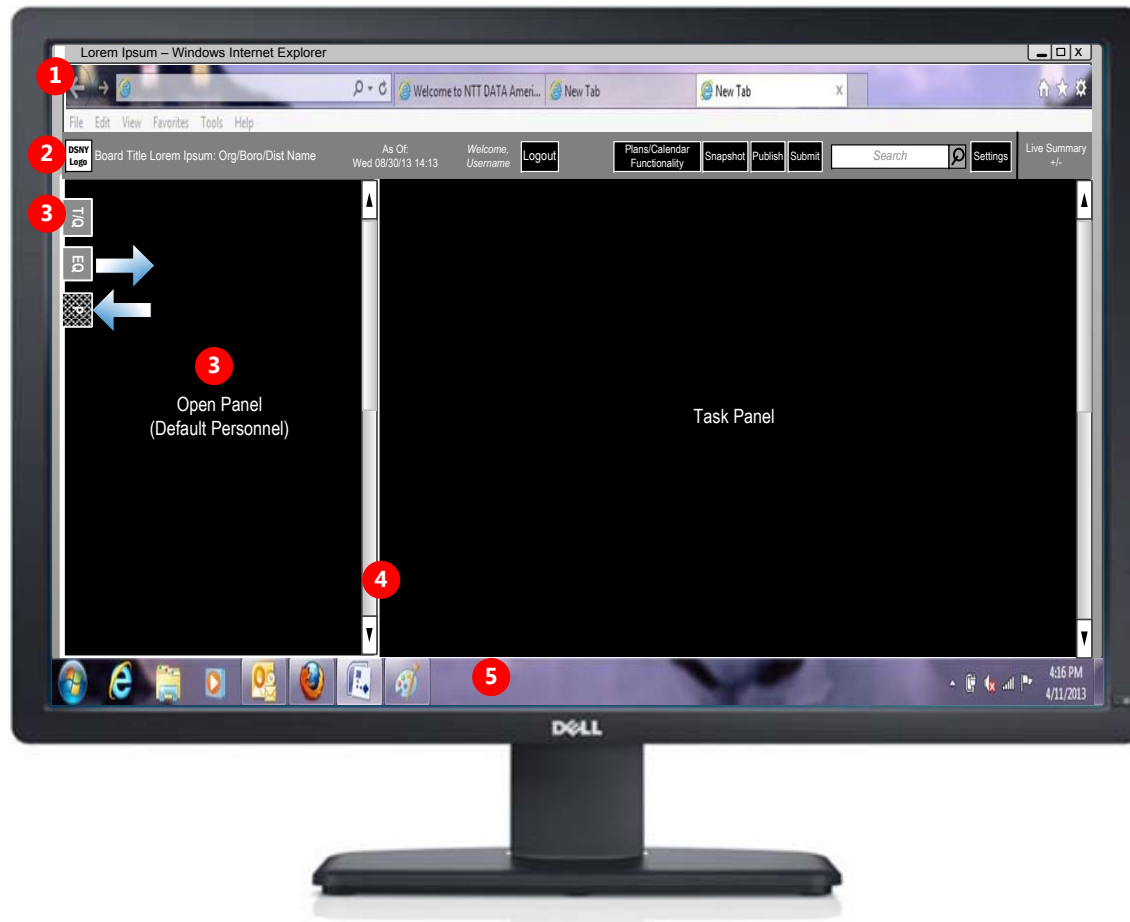 Lorem Ipsum – Windows Internet Explorer
X
1
Welcome to NTT DATA Ameri...
New Tab
New Tab
X
File Edit View Favorites Tools Help
2
DSNY
Logo
Board Title Lorem Ipsum: Org/Boro/Dist Name
As Of:
Wed 08/30/13 14:13
Welcome,
Username
Logout
Plans/Calendar
Functionality
Snapshot
Publish
Submit
Search
Settings
Live Summary
+/-
3
T/Q
EQ
P
3
Open Panel
(Default Personnel)
Task Panel
4
5
4:16 PM
4/11/2013
DELL